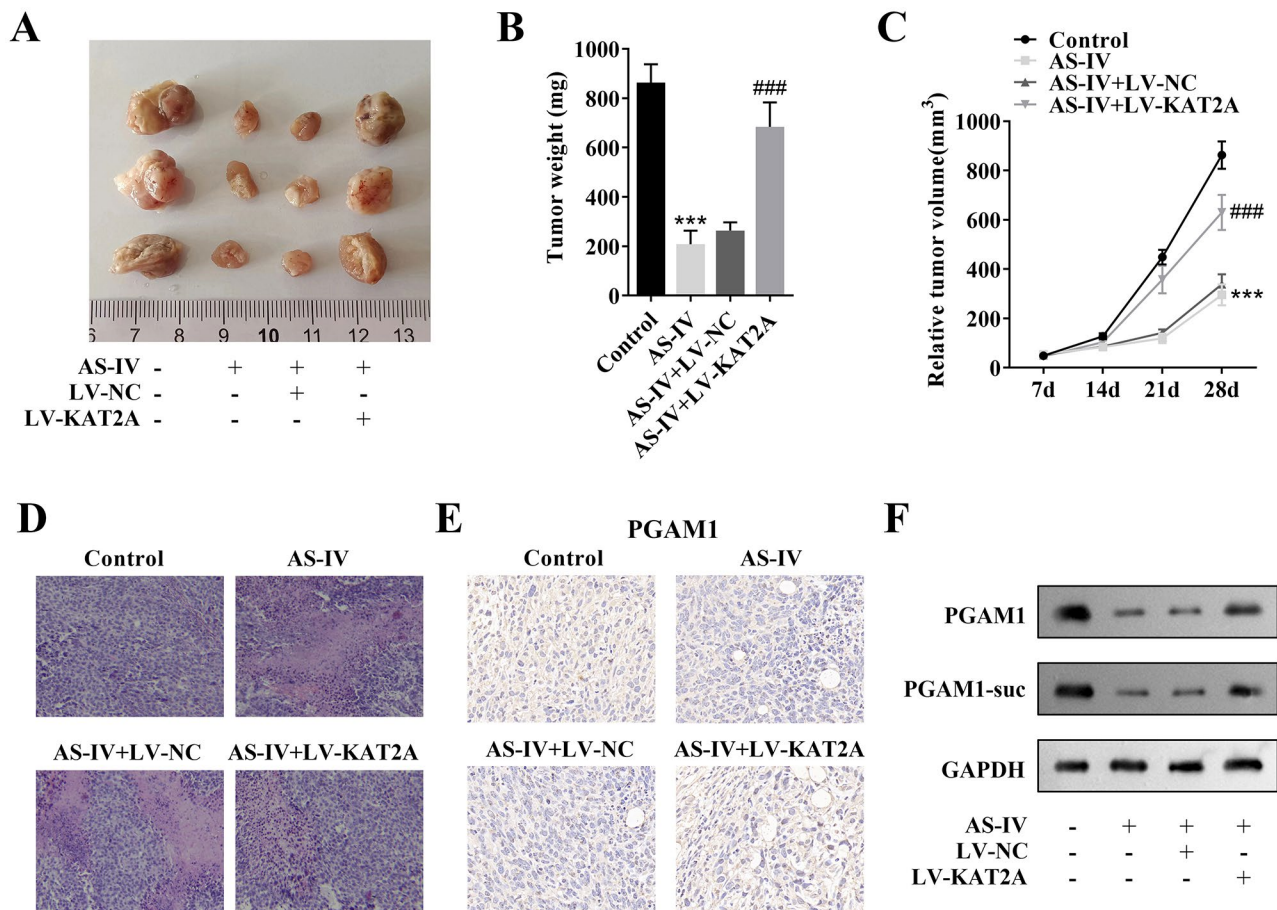 A
6 7 8 9 10 11 12 13
AS-IV - + + +
LV-NC - - + -
LV-KAT2A - - - +
B
Tumor weight (mg)
1000
800
600
400
200
0
***
###
Control
AS-IV
AS-IV+LV-NC
AS-IV+LV-KAT2A
C
Control
AS-IV
AS-IV+LV-NC
AS-IV+LV-KAT2A
Relative tumor volume(mm³)
1000
800
600
400
200
0
###
***
7d 14d 21d 28d
D
Control AS-IV
AS-IV+LV-NC AS-IV+LV-KAT2A
E
PGAM1
Control AS-IV
AS-IV+LV-NC AS-IV+LV-KAT2A
F
PGAM1
PGAM1-suc
GAPDH
AS-IV - + + +
LV-NC - - + -
LV-KAT2A - - - +